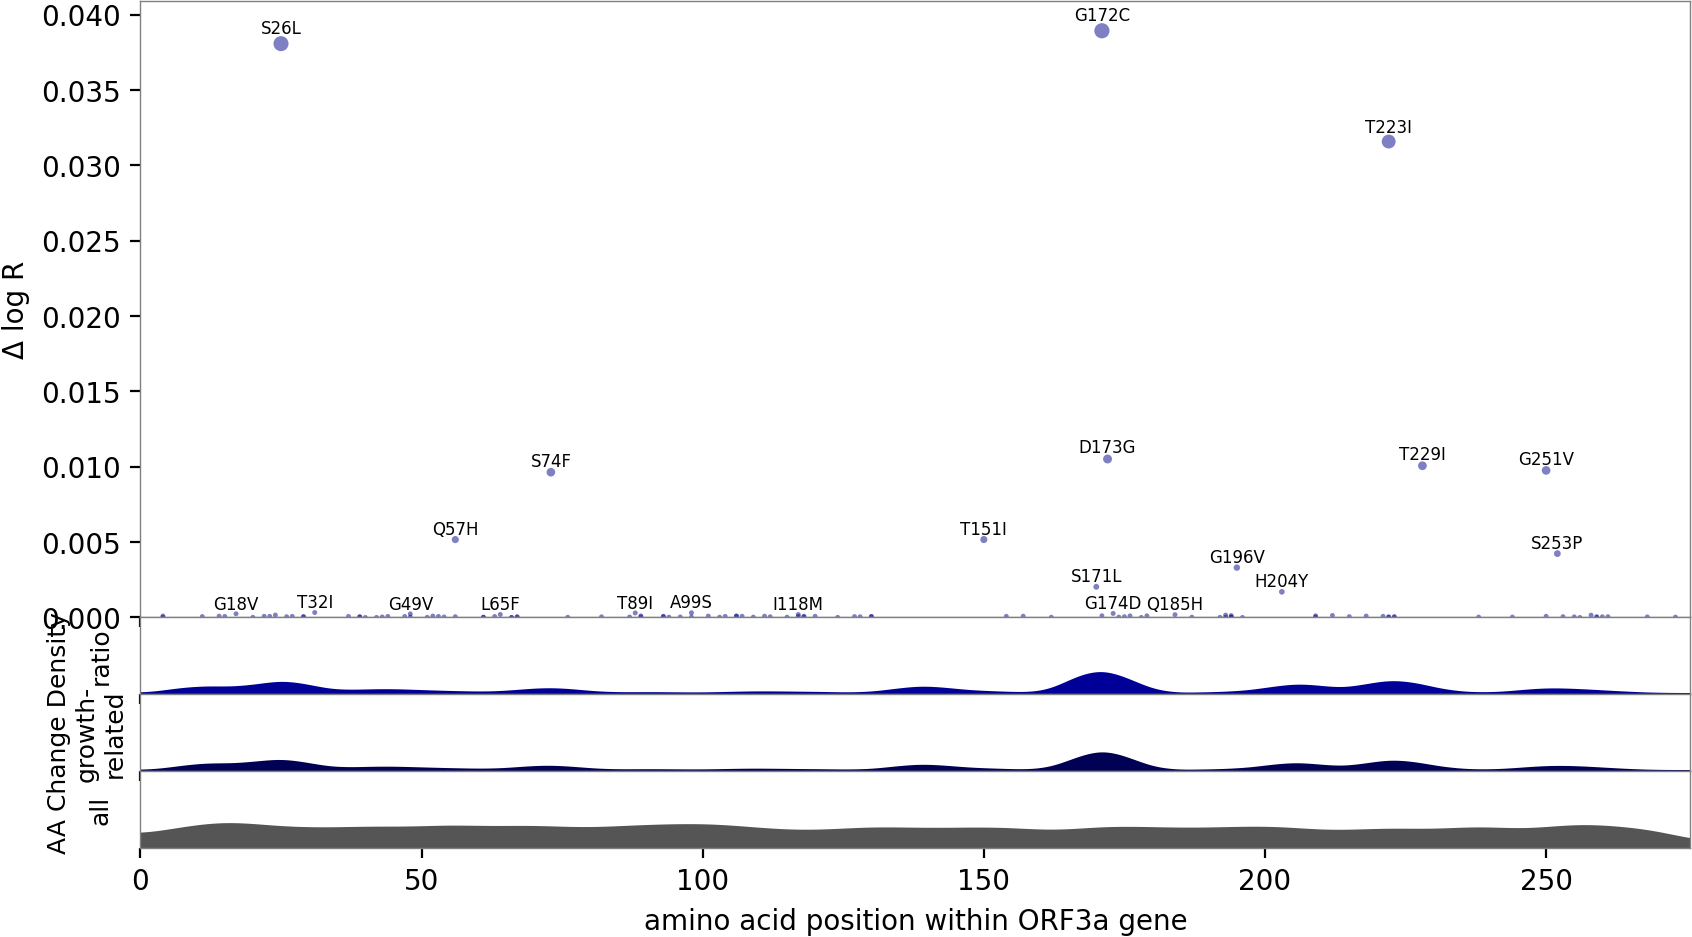 0.040
0.035
0.030
0.025
0.020
0.015
0.010
0.005
0.000
Δ log R
S26L
G172C
T223I
S74F
D173G
T229I
G251V
Q57H
T151I
S253P
G196V
S171L
H204Y
G18V
T32I
G49V
L65F
T89I
A99S
I118M
G174D
Q185H
AA Change Density
ratio
growth-
related
all
0
50
100
150
200
250
amino acid position within ORF3a gene